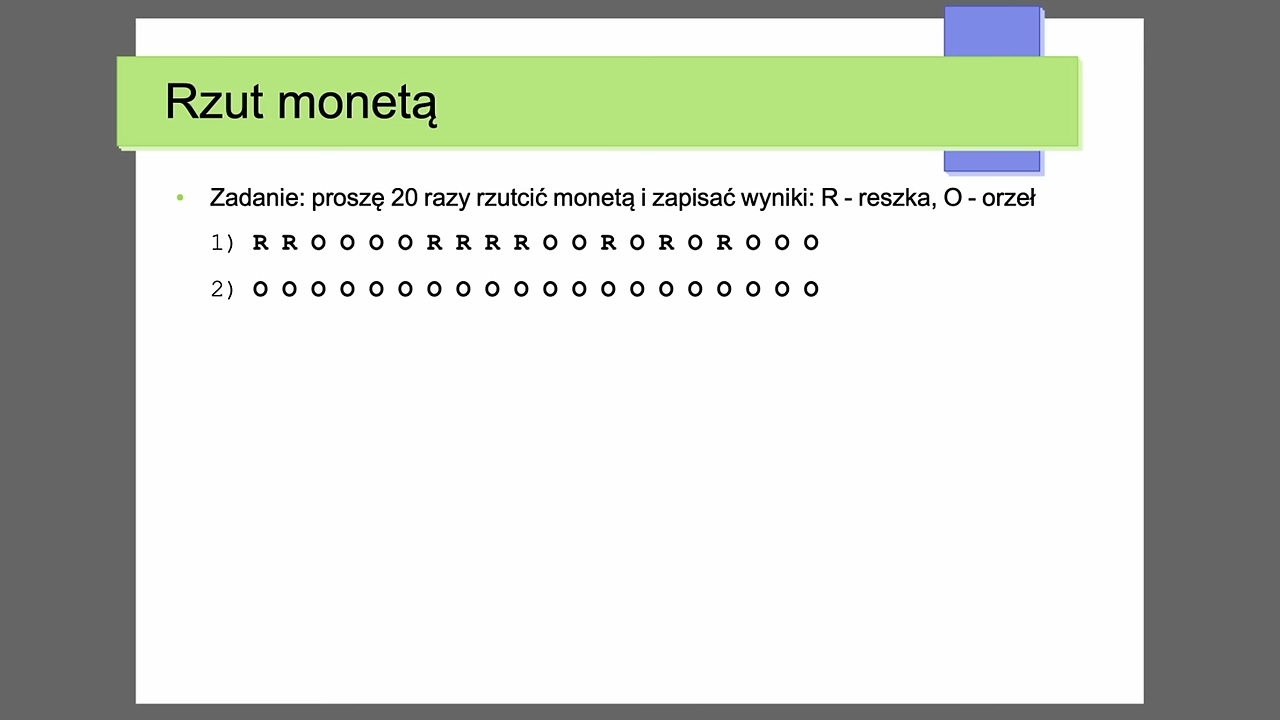 Rzut monetą
• Zadanie: proszę 20 razy rzutcić monetą i zapisać wyniki: R - reszka, O - orzeł
1) R R O O O O R R R R O O R O R O R O O O
2) O O O O O O O O O O O O O O O O O O O O